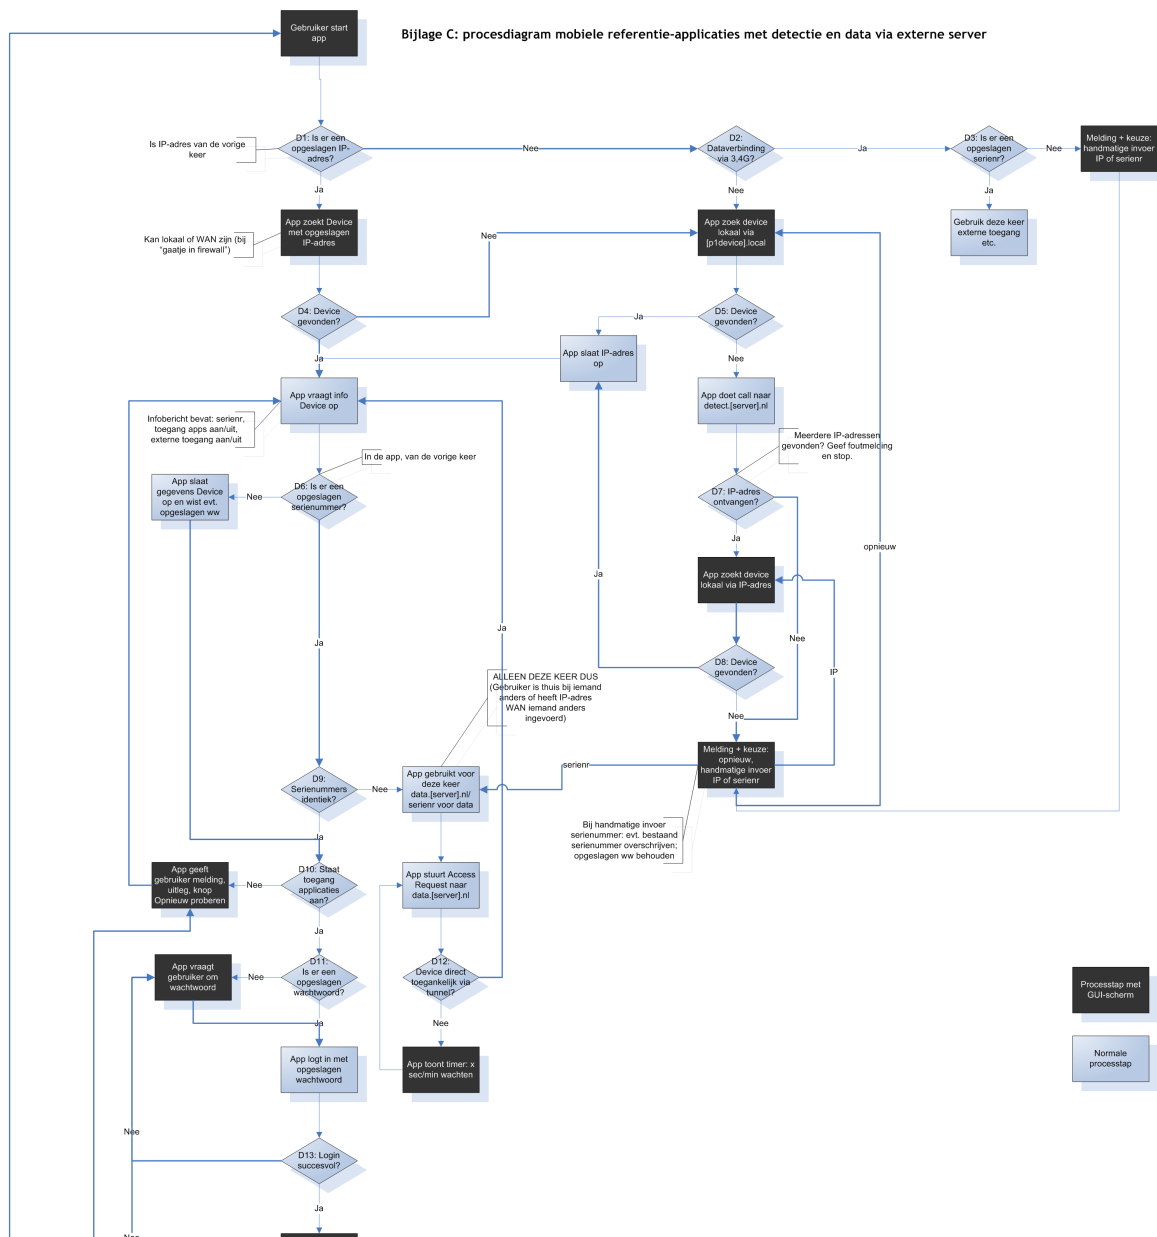 Gebruiker start
app
Bijlage C: procesdiagram mobiele referentie-applicaties met detectie en data via externe server
Is IP-adres van de vorige
keer
D1: Is er een
opgeslagen IP-
adres?
Nee
D2:
Dataverbinding
via 3,4G?
Ja
D3: Is er een
opgeslagen
serienr?
Nee
Melding + keuze:
handmatige invoer
IP of serienr
Ja
Nee
Ja
Kan lokaal of WAN zijn (bij
"gaatje in firewall")
App zoekt Device
met opgeslagen
IP-adres
Nee
App zoek device
lokaal via
[p1device].local
Gebruik deze keer
externe toegang
etc.
D4: Device
gevonden?
Ja
D5: Device
gevonden?
Ja
App slaat IP-adres
op
Nee
App vraagt info
Device op
App doet call naar
detect.[server].nl
Infobericht bevat: serienr,
toegang apps aan/uit,
externe toegang aan/uit
Meerdere IP-adressen
gevonden? Geef foutmelding
en stop.
In de app, van de vorige keer
App slaat
gegevens Device
op en wist evt.
opgeslagen ww
Nee
D6: Is er een
opgeslagen
serienummer?
D7: IP-adres
ontvangen?
Ja
opnieuw
Ja
App zoekt device
lokaal via IP-adres
Ja
Ja
Nee
D8: Device
gevonden?
IP
ALLEEN DEZE KEER DUS
(Gebruiker is thuis bij iemand
anders of heeft IP-adres
WAN iemand anders
ingevoerd)
Nee
D9:
Serienummers
identiek?
Nee
App gebruikt voor
deze keer
data.[server].nl/
serienr voor data
serienr
Melding + keuze:
opnieuw,
handmatige invoer
IP of serienr
Ja
Bij handmatige invoer
serienummer: evt. bestaand
serienummer overschrijven;
opgeslagen ww behouden
App geeft
gebruiker melding,
uitleg, knop
Opnieuw proberen
Nee
D10: Staat
toegang
applicaties
aan?
App stuurt Access
Request naar
data.[server].nl
Ja
App vraagt
gebruiker om
wachtwoord
Nee
D11:
Is er een
opgeslagen
wachtwoord?
D12:
Device direct
toegankelijk via
tunnel?
Processtap met
GUI-scherm
Ja
Nee
App logt in met
opgeslagen
wachtwoord
App toont timer: x
sec/min wachten
Normale
processtap
Nee
D13: Login
succesvol?
Ja
Nee